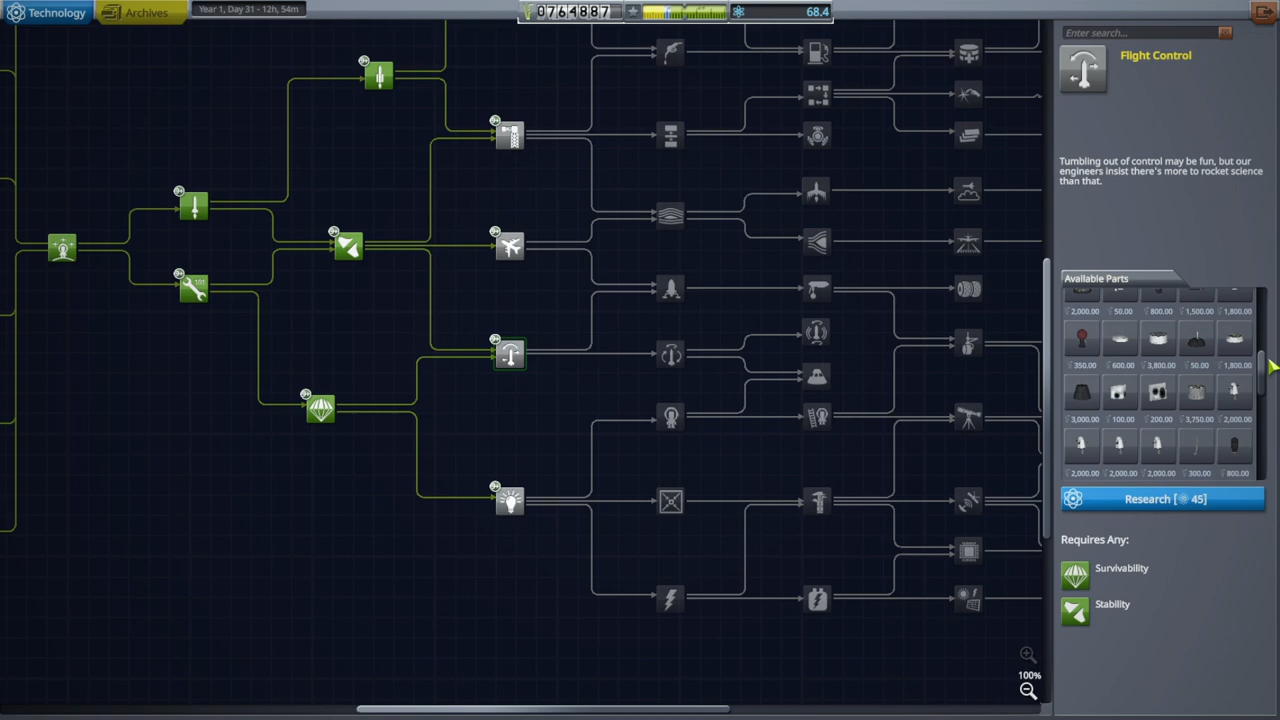 Technology
Archives
Year 1, Day 31 - 12h, 54m
0764887
68.4
Enter search...
Flight Control
Tumbling out of control may be fun, but our
engineers insist there's more to rocket science
than that.
Available Parts
2,000.00 50.00 800.00 1,500.00 1,800.00
350.00 600.00 3,800.00 50.00 1,800.00
3,000.00 100.00 200.00 3,750.00 2,000.00
2,000.00 2,000.00 2,000.00 300.00 800.00
Research [ 45]
Requires Any:
Survivability
Stability
101
100%